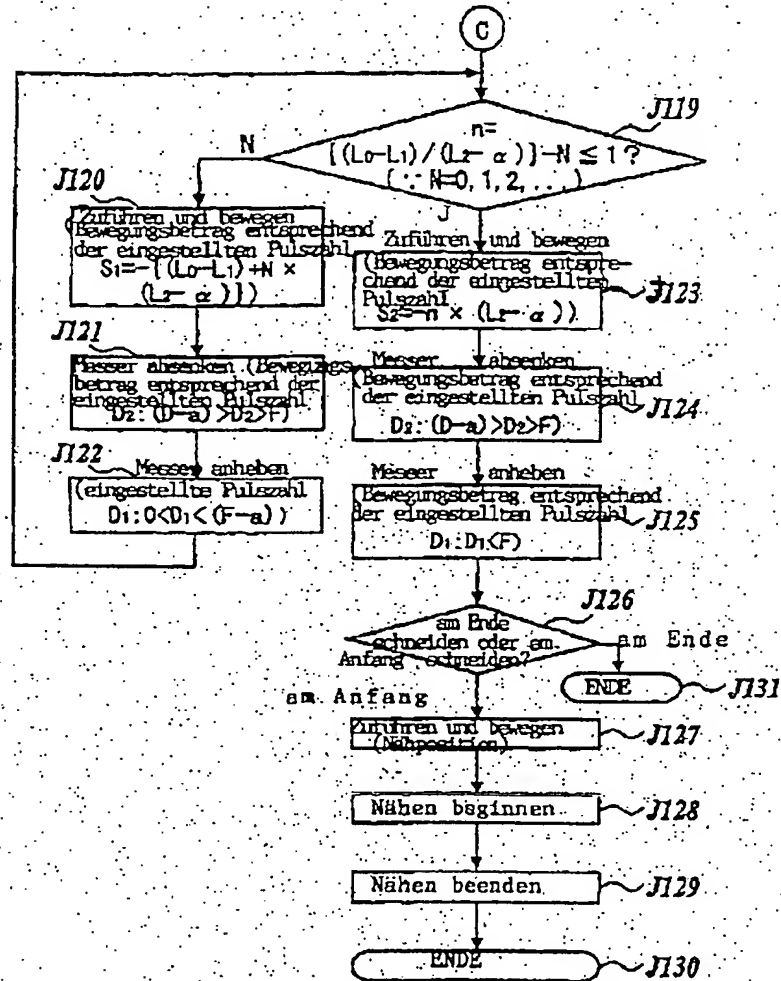 C
J119
n=
{(L0-L1)/(L2-α)}-N ≦ 1 ?
(∵ N=0, 1, 2, ...)
N
J
J120
Zuführen und bewegen
(Bewegungsbetrag entsprechend
der eingestellten Pulszahl
S1=-{(L0-L1)+N ×
(L2-α)})
J121
Messer absenken (Bewegungs-
betrag entsprechend der
eingestellten Pulszahl
D2:(D-a)>D2>F)
J122
Messer anheben
(eingestellte Pulszahl
D1:0<D1<(F-a))
Zuführen und bewegen
(Bewegungsbetrag entspre-
chend der eingestellten
Pulszahl
S2=-n × (L2-α))
J123
Messer absenken
(Bewegungsbetrag entsprechend
der eingestellten Pulszahl
D2:(D-a)>D2>F)
J124
Messer anheben
(Bewegungsbetrag entsprechend
der eingestellten Pulszahl
D1:D1<F)
J125
J126
am Ende
schneiden oder am
Anfang schneiden?
am Ende
ENDE
J131
am Anfang
Zuführen und bewegen
(Nähposition)
J127
Nähen beginnen
J128
Nähen beenden
J129
ENDE
J130